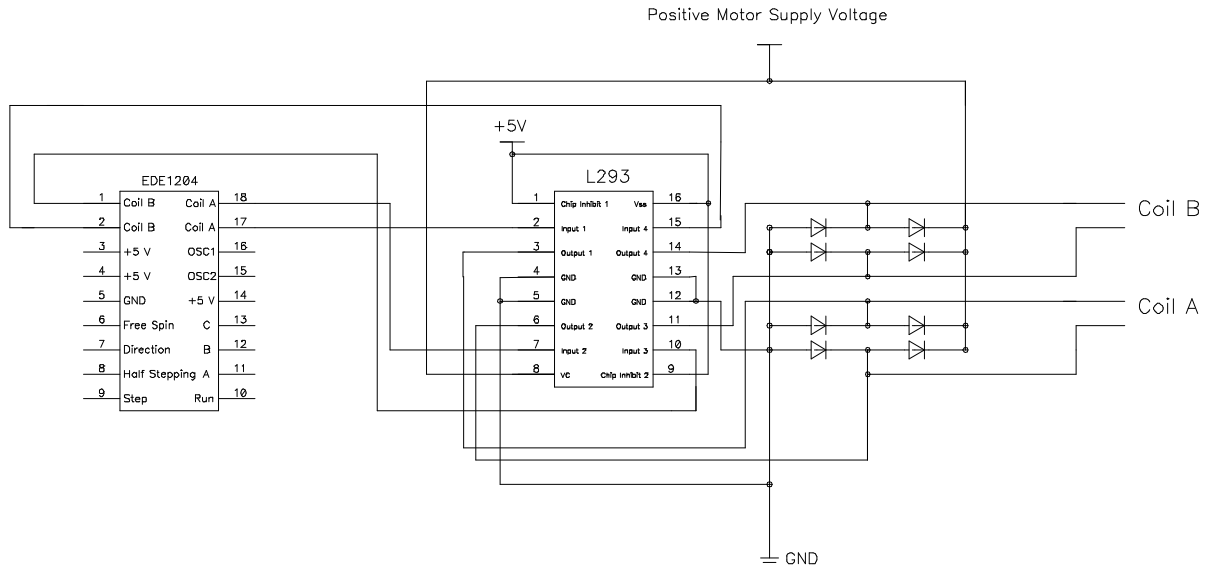 Positive Motor Supply Voltage
+5V
EDE1204
1 Coil B Coil A 18
2 Coil B Coil A 17
3 +5 V OSC1 16
4 +5 V OSC2 15
5 GND +5 V 14
6 Free Spin C 13
7 Direction B 12
8 Half Stepping A 11
9 Step Run 10
L293
1 Chip Inhibit 1 Vss 16
2 Input 1 Input 4 15
3 Output 1 Output 4 14
4 GND GND 13
5 GND GND 12
6 Output 2 Output 3 11
7 Input 2 Input 3 10
8 VC Chip Inhibit 2 9
Coil B
Coil A
GND